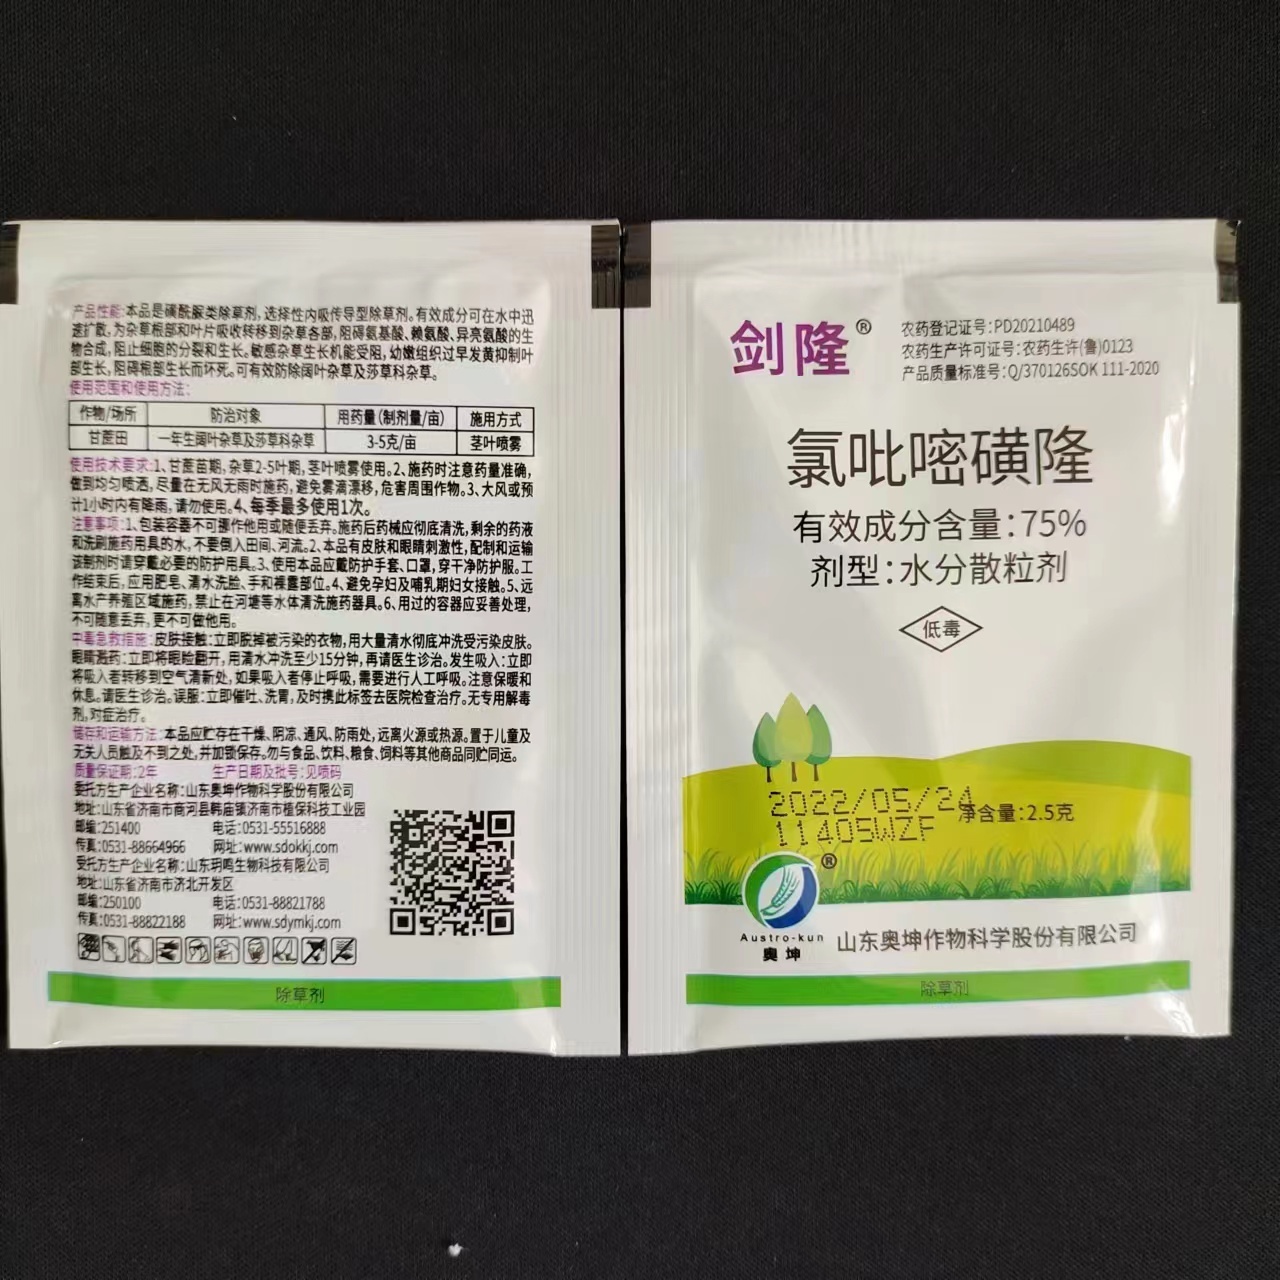 产品性能:本品是磺酰脲类除草剂,选择性内吸传导型除草剂。有效成分可在水中迅
速扩散,为杂草根部和叶片吸收转移到杂草各部,阻碍氨基酸、赖氨酸、异亮氨酸的生
物合成,阻止细胞的分裂和生长。敏感杂草生长机能受阻,幼嫩组织过早发黄抑制叶
部生长,阻碍根部生长而坏死。可有效防除阔叶杂草及莎草科杂草。
使用范围和使用方法:
作物/场所 防治对象 用药量(制剂量/亩) 施用方式
甘蔗田 一年生阔叶杂草及莎草科杂草 3-5克/亩 茎叶喷雾
使用技术要求:1、甘蔗苗期,杂草2-5叶期,茎叶喷雾使用。2、施药时注意药量准确,
做到均匀喷洒,尽量在无风无雨时施药,避免雾滴漂移,危害周围作物。3、大风或预
计1小时内有降雨,请勿使用。4、每季最多使用1次。
注意事项:1、包装容器不可挪作他用或随便丢弃。施药后药械应彻底清洗,剩余的药液
和洗刷施药用具的水,不要倒入田间、河流。2、本品有皮肤和眼睛刺激性,配制和运输
该制剂时请穿戴必要的防护用具。3、使用本品应戴防护手套、口罩,穿干净防护服。工
作结束后,应用肥皂、清水洗脸、手和裸露部位。4、避免孕妇及哺乳期妇女接触。5、远
离水产养殖区域施药,禁止在河塘等水体清洗施药器具。6、用过的容器应妥善处理,
不可随意丢弃,更不可做他用。
中毒急救措施:皮肤接触:立即脱掉被污染的衣物,用大量清水彻底冲洗受污染皮肤。
眼睛溅药:立即将眼睑翻开,用清水冲洗至少15分钟,再请医生诊治。发生吸入:立即
将吸入者转移到空气清新处,如果吸入者停止呼吸,需要进行人工呼吸。注意保暖和
休息。请医生诊治。误服:立即催吐、洗胃,及时携此标签去医院检查治疗。无专用解毒
剂,对症治疗。
储存和运输方法:本品应贮存在干燥、阴凉、通风、防雨处,远离火源或热源。置于儿童及
无关人员触及不到之处,并加锁保存。勿与食品、饮料、粮食、饲料等其他商品同贮同运。
质量保证期:2年 生产日期及批号:见喷码
委托方生产企业名称:山东奥坤作物科学股份有限公司
地址:山东省济南市商河县韩庙镇济南市植保科技工业园
邮编:251400 电话:0531-55516888
传真:0531-88664966 网址:www.sdokkj.com
委托方生产企业名称:山东玥鸣生物科技有限公司
地址:山东省济南市济北开发区
邮编:250100 电话:0531-88821788
传真:0531-88822188 网址:www.sdymkj.com
除草剂
剑隆®
农药登记证号:PD20210489
农药生产许可证号:农药生许(鲁)0123
产品质量标准号:Q/370126SOK 111-2020
氯吡嘧磺隆
有效成分含量:75%
剂型:水分散粒剂
低毒
2022/05/24
11405WZF
净含量:2.5克
®
Austro-kun
奥坤
山东奥坤作物科学股份有限公司
除草剂